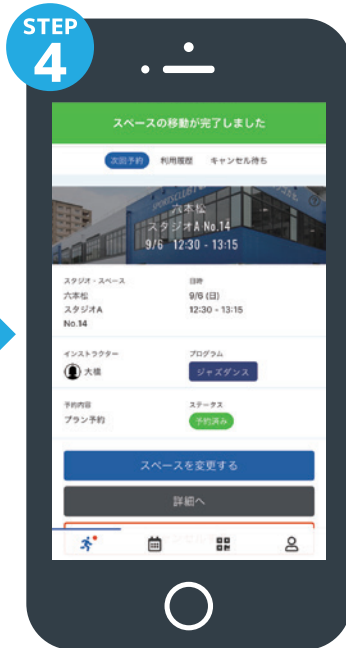 STEP
4
スペースの移動が完了しました
次回予約 利用履歴 キャンセル待ち
六本松
スタジオA No.14
9/6 12:30 - 13:15
スタジオ・スペース
六本松
スタジオA
No.14
日時
9/6 (日)
12:30 - 13:15
インストラクター
大橋
プログラム
ジャズダンス
予約内容
プラン予約
ステータス
予約済み
スペースを変更する
詳細へ